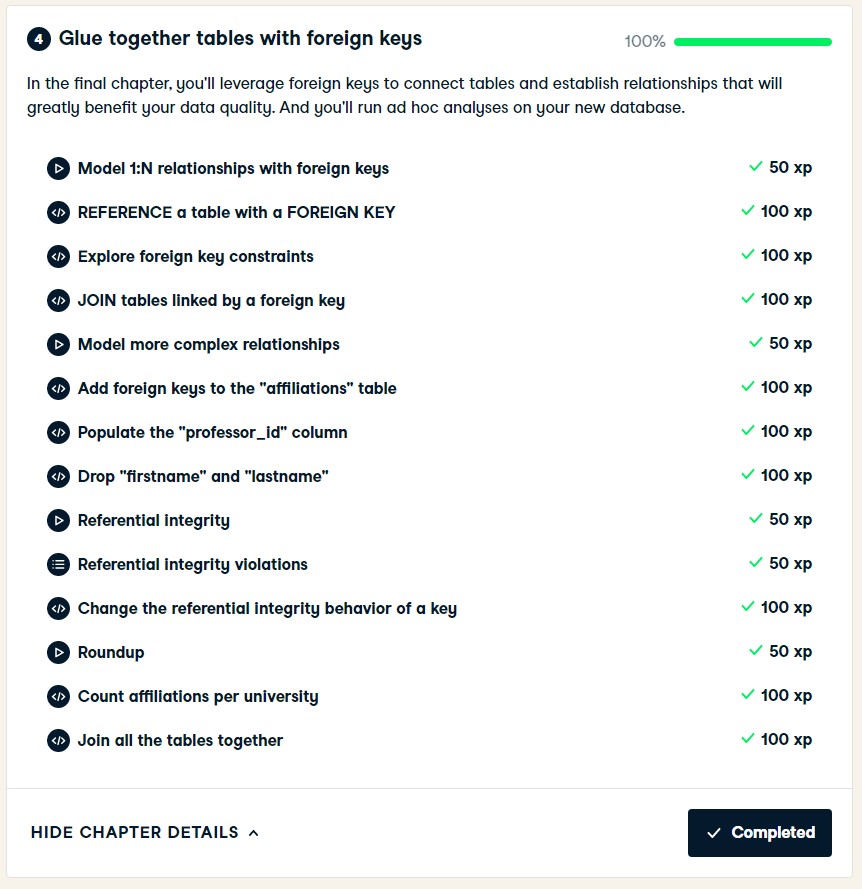 4 Glue together tables with foreign keys 100%
In the final chapter, you'll leverage foreign keys to connect tables and establish relationships that will
greatly benefit your data quality. And you'll run ad hoc analyses on your new database.
Model 1:N relationships with foreign keys 50 xp
REFERENCE a table with a FOREIGN KEY 100 xp
Explore foreign key constraints 100 xp
JOIN tables linked by a foreign key 100 xp
Model more complex relationships 50 xp
Add foreign keys to the "affiliations" table 100 xp
Populate the "professor_id" column 100 xp
Drop "firstname" and "lastname" 100 xp
Referential integrity 50 xp
Referential integrity violations 50 xp
Change the referential integrity behavior of a key 100 xp
Roundup 50 xp
Count affiliations per university 100 xp
Join all the tables together 100 xp
HIDE CHAPTER DETAILS Completed